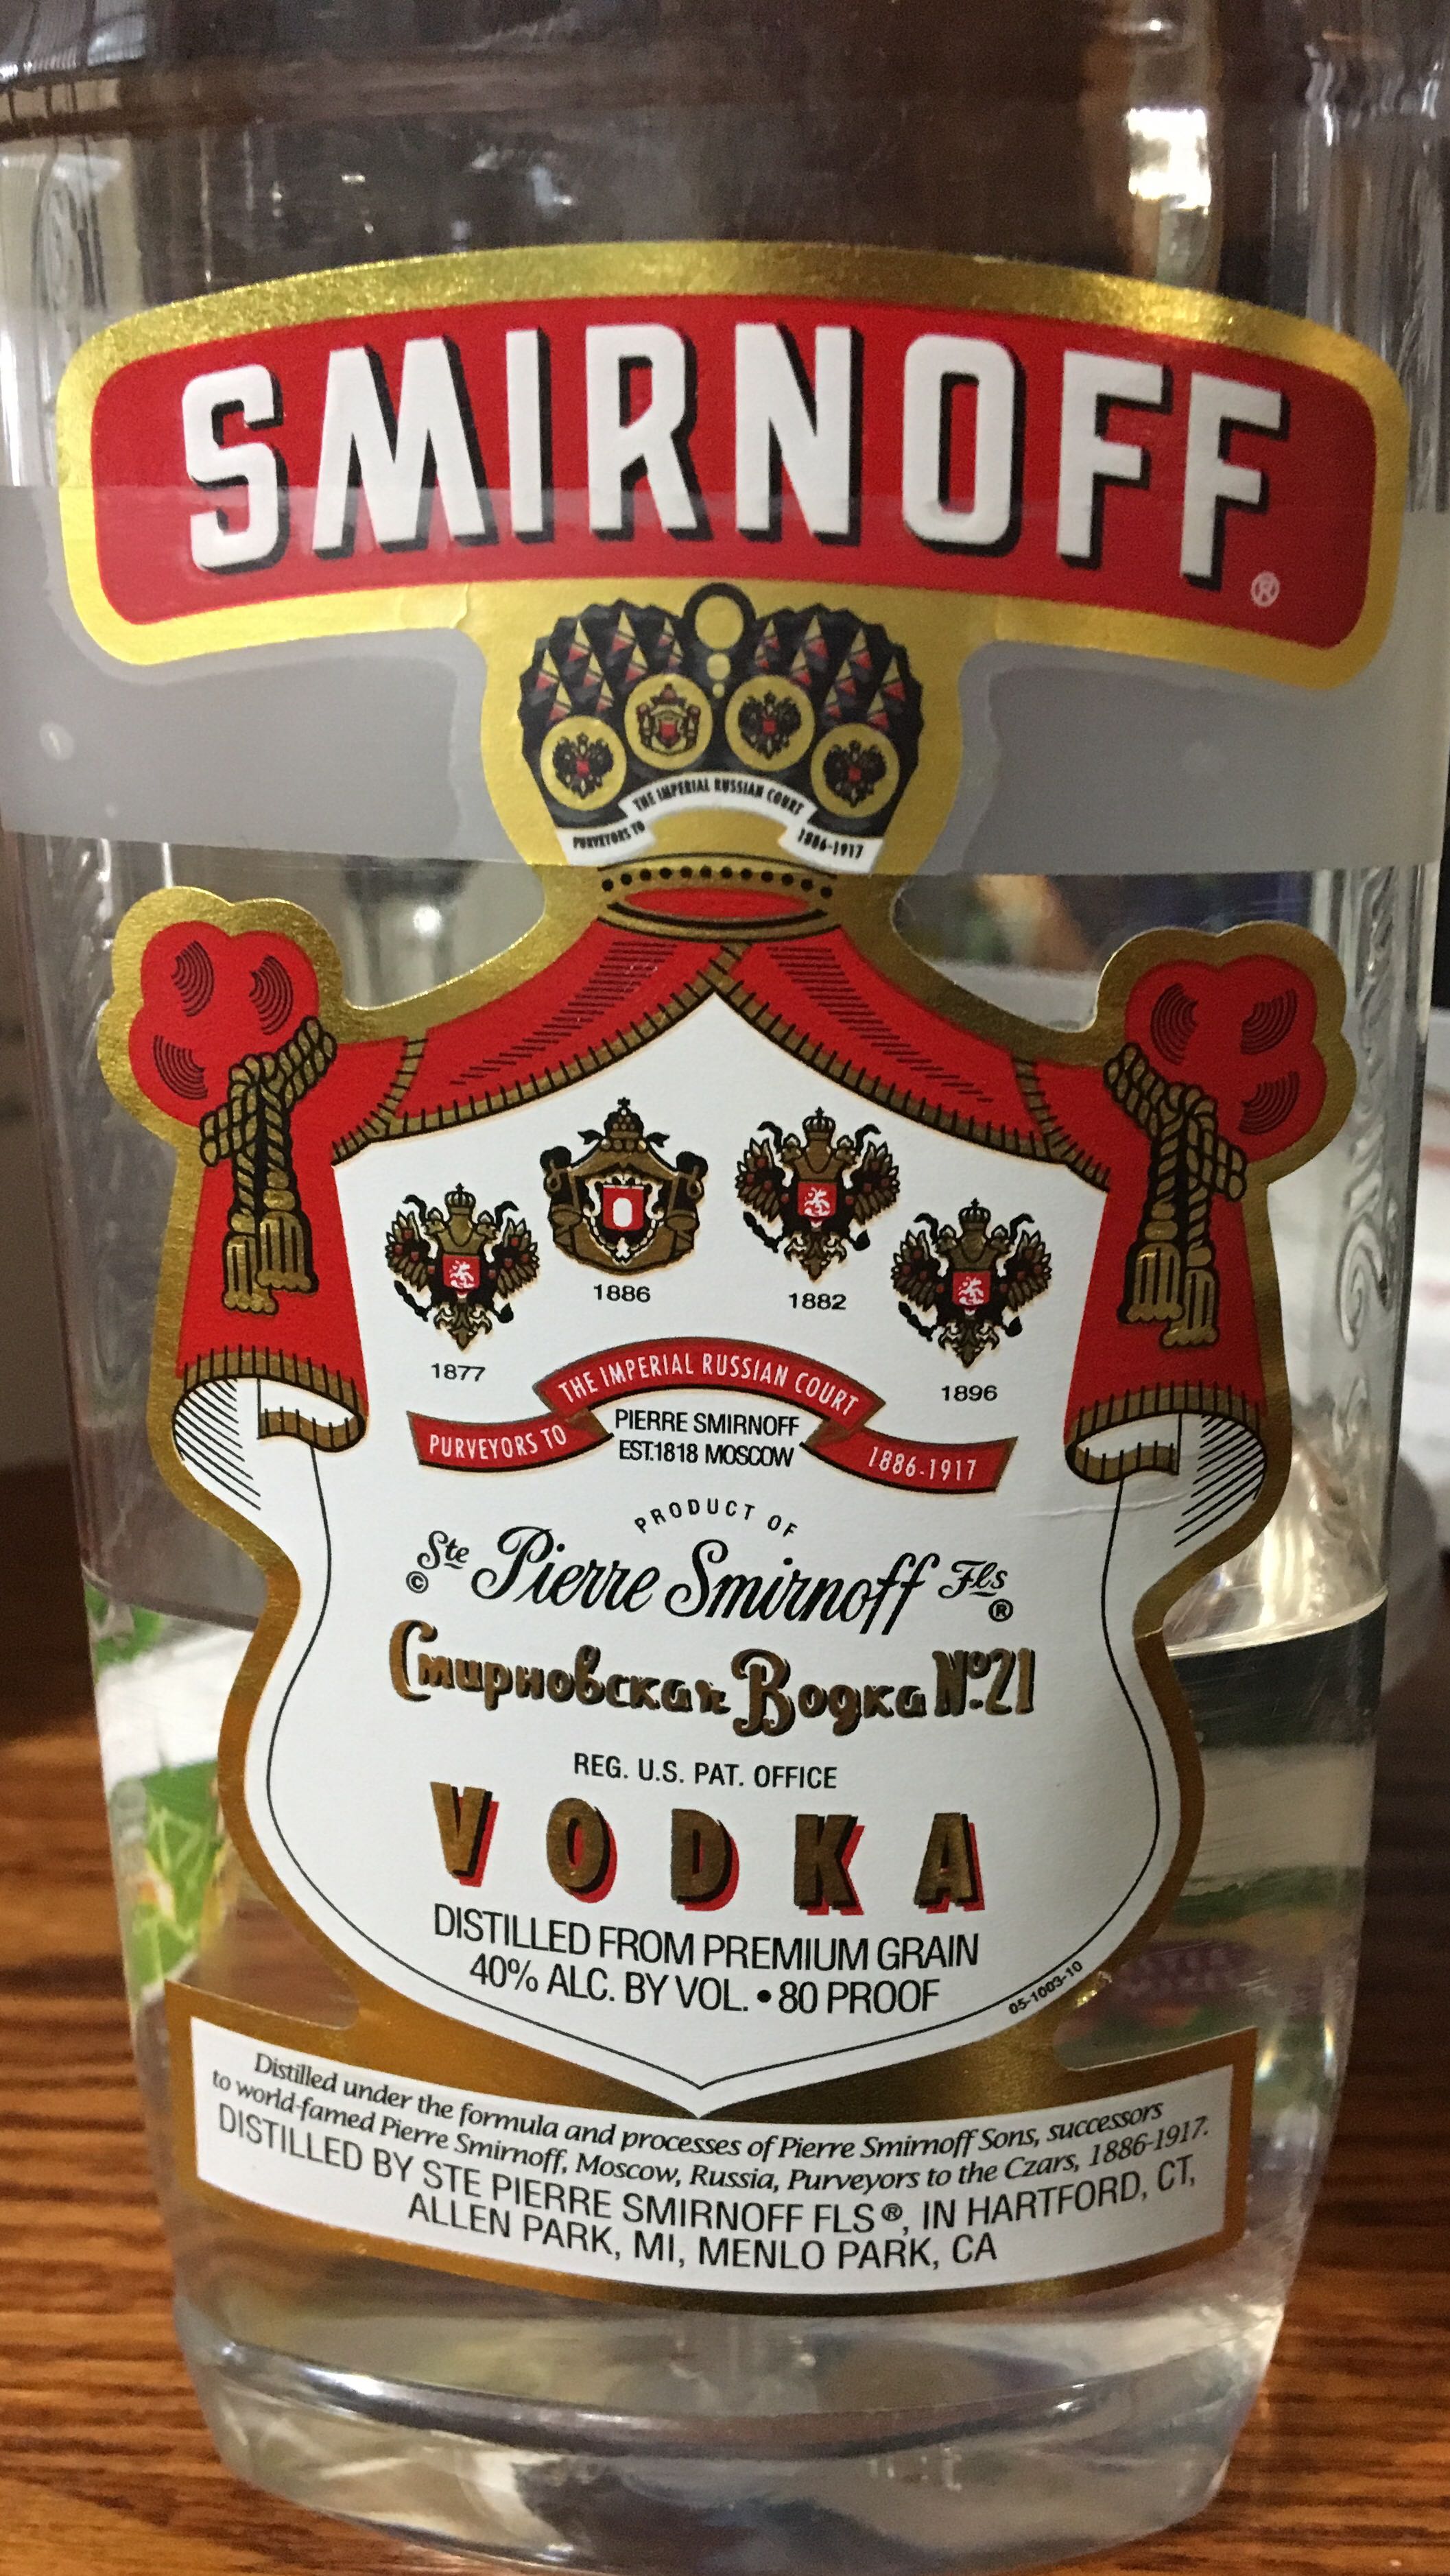 SMIRNOFF®
PURVEYORS TO THE IMPERIAL RUSSIAN COURT 1886-1917
1877
1886
1882
1896
PURVEYORS TO THE IMPERIAL RUSSIAN COURT 1886-1917
PIERRE SMIRNOFF
EST.1818 MOSCOW
PRODUCT OF
© Ste Pierre Smirnoff Fls ®
Смирновская Водка №21
REG. U.S. PAT. OFFICE
VODKA
DISTILLED FROM PREMIUM GRAIN
40% ALC. BY VOL. • 80 PROOF
05-1003-10
Distilled under the formula and processes of Pierre Smirnoff Sons, successors
to world-famed Pierre Smirnoff, Moscow, Russia, Purveyors to the Czars, 1886-1917.
DISTILLED BY STE PIERRE SMIRNOFF FLS®, IN HARTFORD, CT,
ALLEN PARK, MI, MENLO PARK, CA